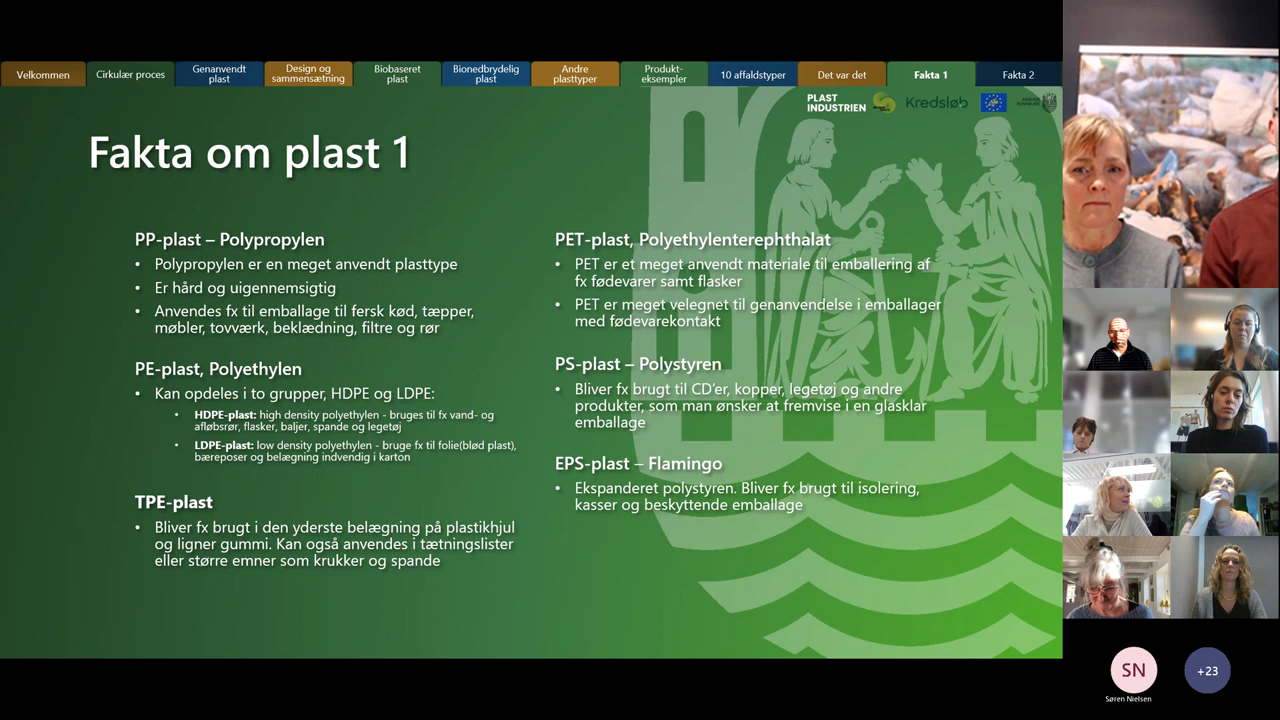 Velkommen
Cirkulær proces
Genanvendt
plast
Design og
sammensætning
Biobaseret
plast
Bionedbrydelig
plast
Andre
plasttyper
Produkt-
eksempler
10 affaldstyper
Det var det
Fakta 1
Fakta 2
PLAST
INDUSTRIEN
Kredsløb
Fakta om plast 1
PP-plast – Polypropylen
• Polypropylen er en meget anvendt plasttype
• Er hård og uigennemsigtig
• Anvendes fx til emballage til fersk kød, tæpper,
møbler, tovværk, beklædning, filtre og rør
PE-plast, Polyethylen
• Kan opdeles i to grupper, HDPE og LDPE:
• HDPE-plast: high density polyethylen - bruges til fx vand- og
afløbsrør, flasker, baljer, spande og legetøj
• LDPE-plast: low density polyethylen - bruge fx til folie(blød plast),
bæreposer og belægning indvendig i karton
TPE-plast
• Bliver fx brugt i den yderste belægning på plastikhjul
og ligner gummi. Kan også anvendes i tætningslister
eller større emner som krukker og spande
PET-plast, Polyethylenterephthalat
• PET er et meget anvendt materiale til emballering af
fx fødevarer samt flasker
• PET er meget velegnet til genanvendelse i emballager
med fødevarekontakt
PS-plast – Polystyren
• Bliver fx brugt til CD'er, kopper, legetøj og andre
produkter, som man ønsker at fremvise i en glasklar
emballage
EPS-plast – Flamingo
• Ekspanderet polystyren. Bliver fx brugt til isolering,
kasser og beskyttende emballage
SN
Søren Nielsen
+23